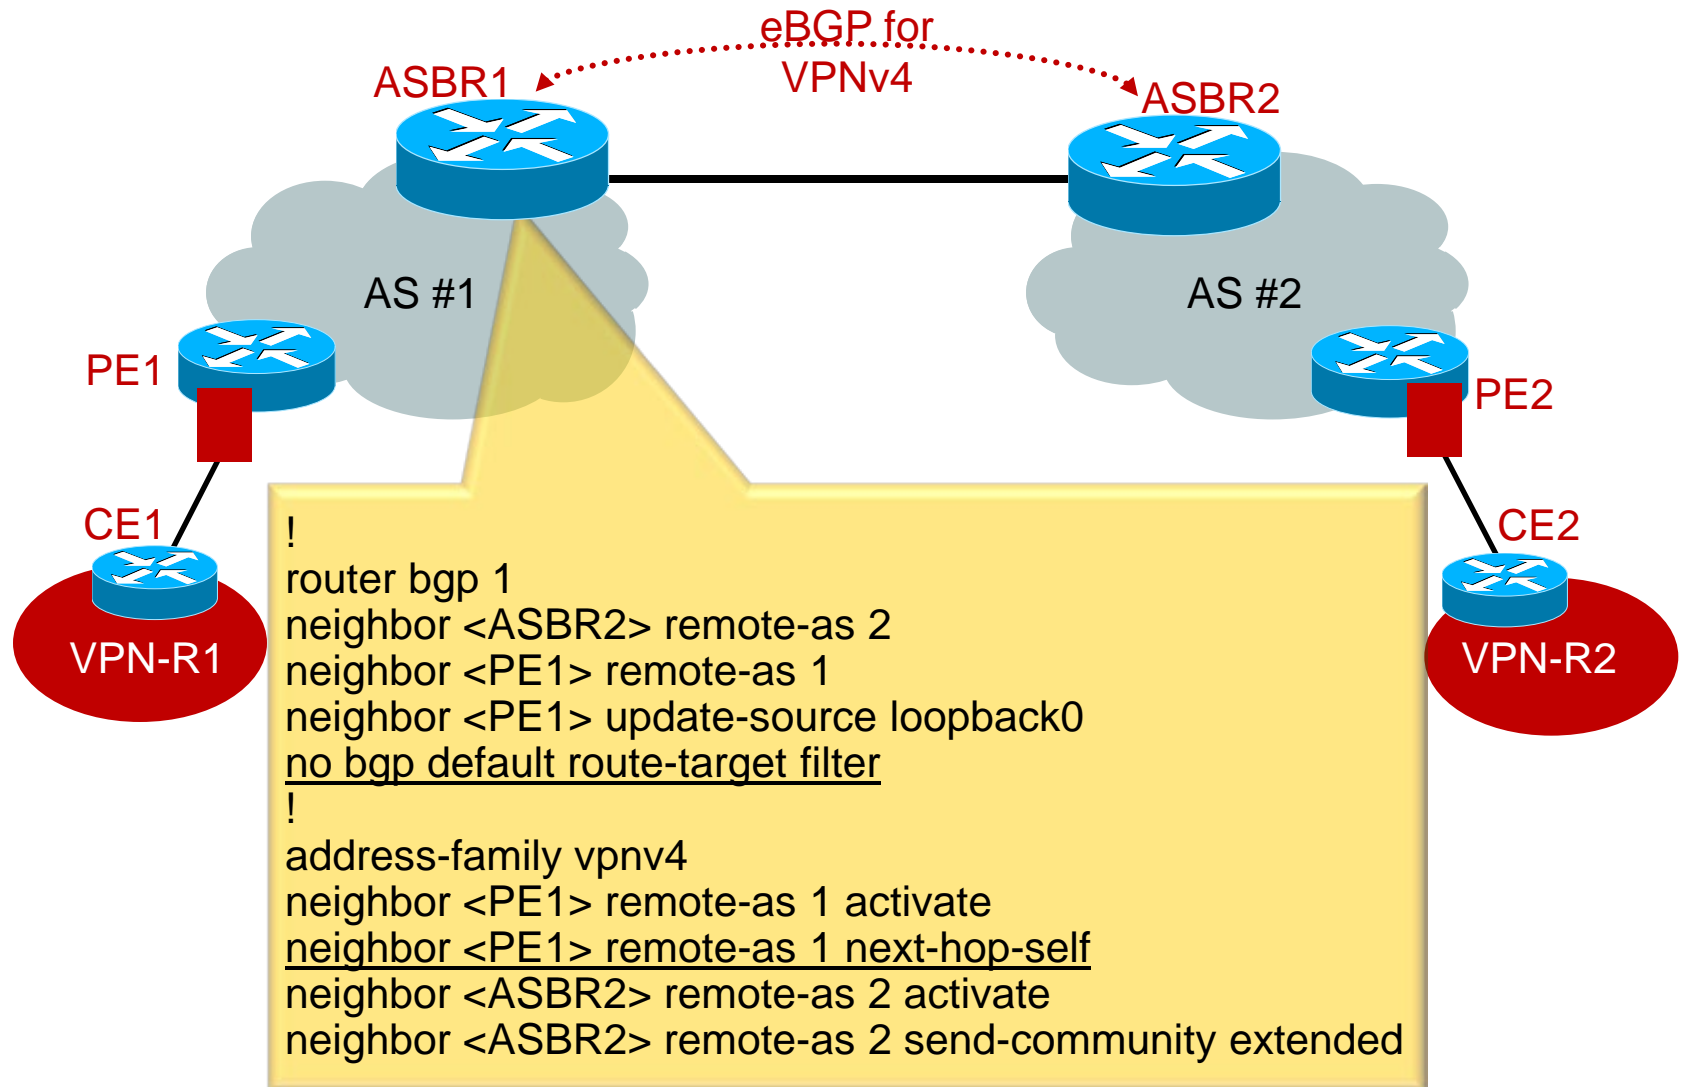 eBGP for
VPNv4
ASBR1
ASBR2
AS #1
AS #2
PE1
PE2
CE1
CE2
VPN-R1
VPN-R2
!
router bgp 1
neighbor <ASBR2> remote-as 2
neighbor <PE1> remote-as 1
neighbor <PE1> update-source loopback0
no bgp default route-target filter
!
address-family vpnv4
neighbor <PE1> remote-as 1 activate
neighbor <PE1> remote-as 1 next-hop-self
neighbor <ASBR2> remote-as 2 activate
neighbor <ASBR2> remote-as 2 send-community extended